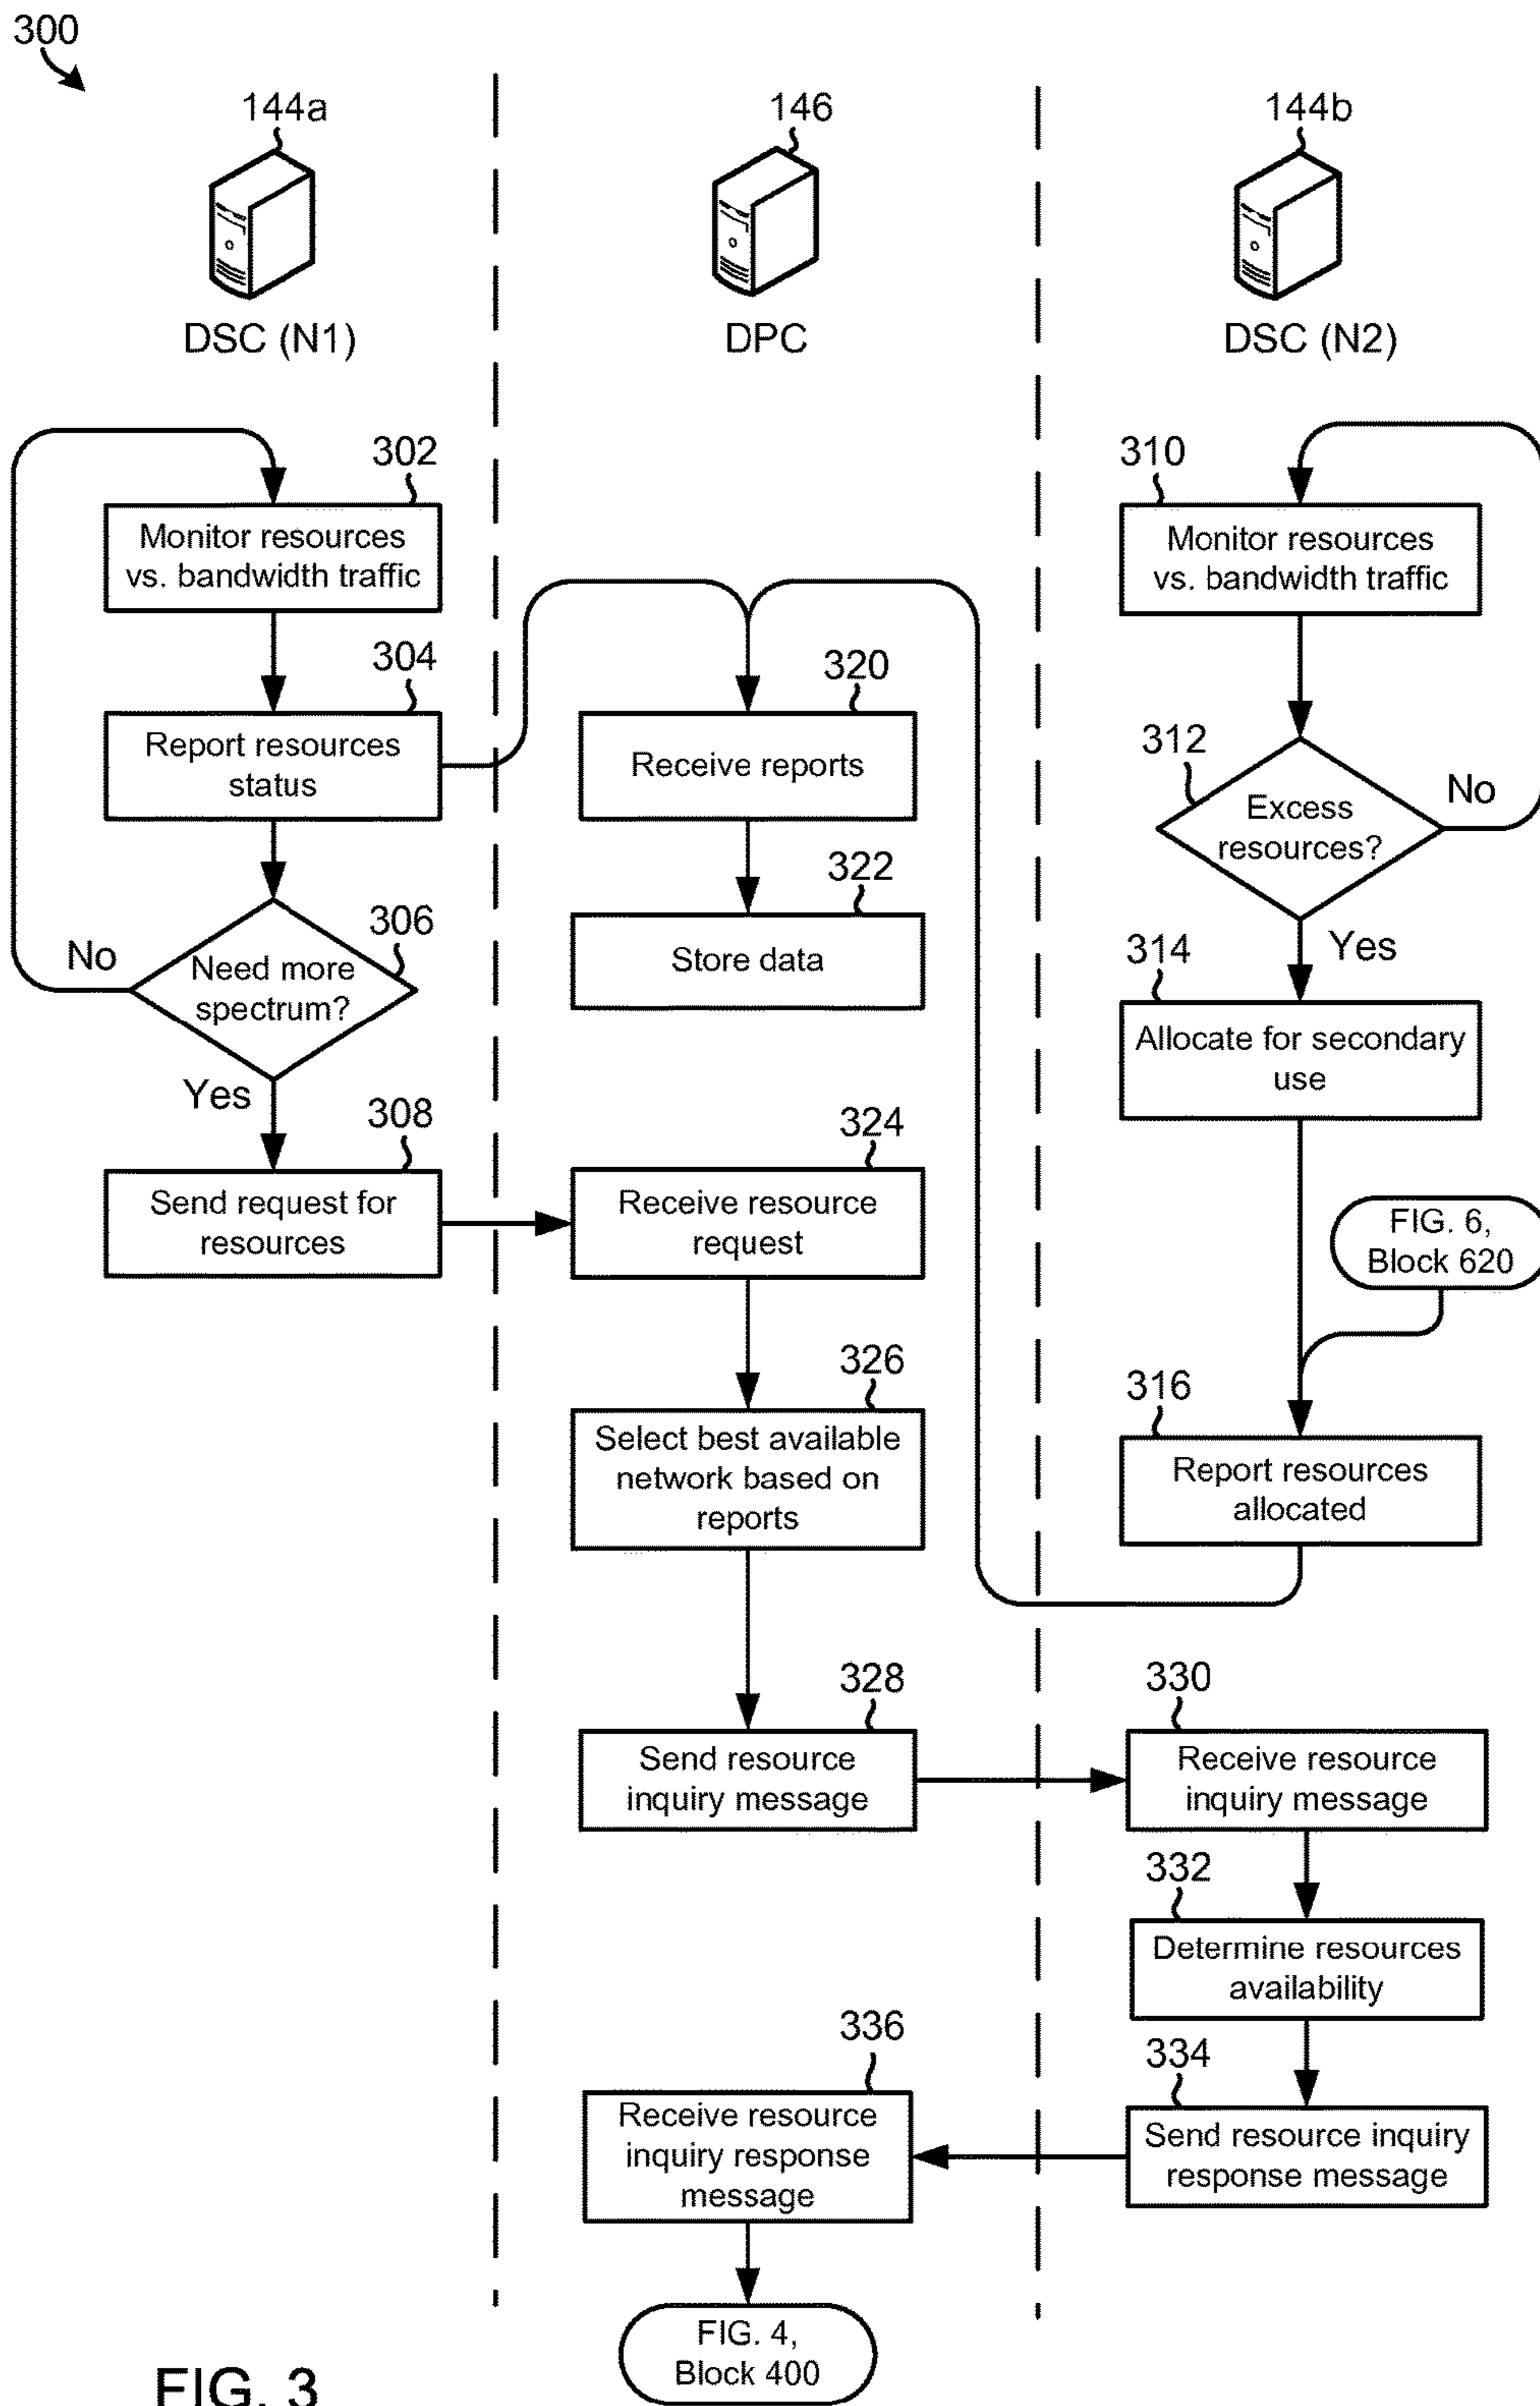 300
144a
146
144b
DSC (N1)
DPC
DSC (N2)
302
Monitor resources
vs. bandwidth traffic
304
Report resources
status
306
Need more
spectrum?
No
Yes
308
Send request for
resources
320
Receive reports
322
Store data
324
Receive resource
request
326
Select best available
network based on
reports
328
Send resource
inquiry message
336
Receive resource
inquiry response
message
FIG. 4,
Block 400
310
Monitor resources
vs. bandwidth traffic
312
Excess
resources?
No
Yes
314
Allocate for secondary
use
FIG. 6,
Block 620
316
Report resources
allocated
330
Receive resource
inquiry message
332
Determine resources
availability
334
Send resource inquiry
response message
FIG. 3